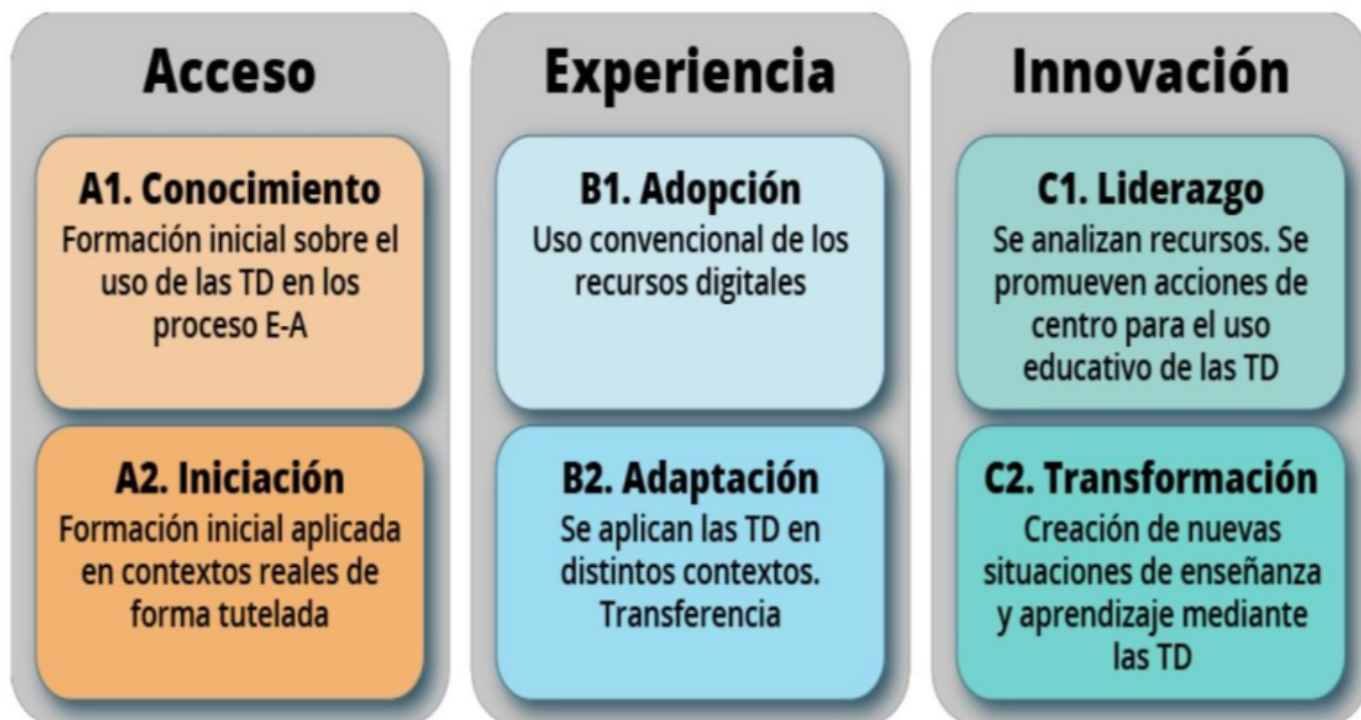 Acceso
A1. Conocimiento
Formación inicial sobre el
uso de las TD en los
proceso E-A
A2. Iniciación
Formación inicial aplicada
en contextos reales de
forma tutelada
Experiencia
B1. Adopción
Uso convencional de los
recursos digitales
B2. Adaptación
Se aplican las TD en
distintos contextos.
Transferencia
Innovación
C1. Liderazgo
Se analizan recursos. Se
promueven acciones de
centro para el uso
educativo de las TD
C2. Transformación
Creación de nuevas
situaciones de enseñanza
y aprendizaje mediante
las TD